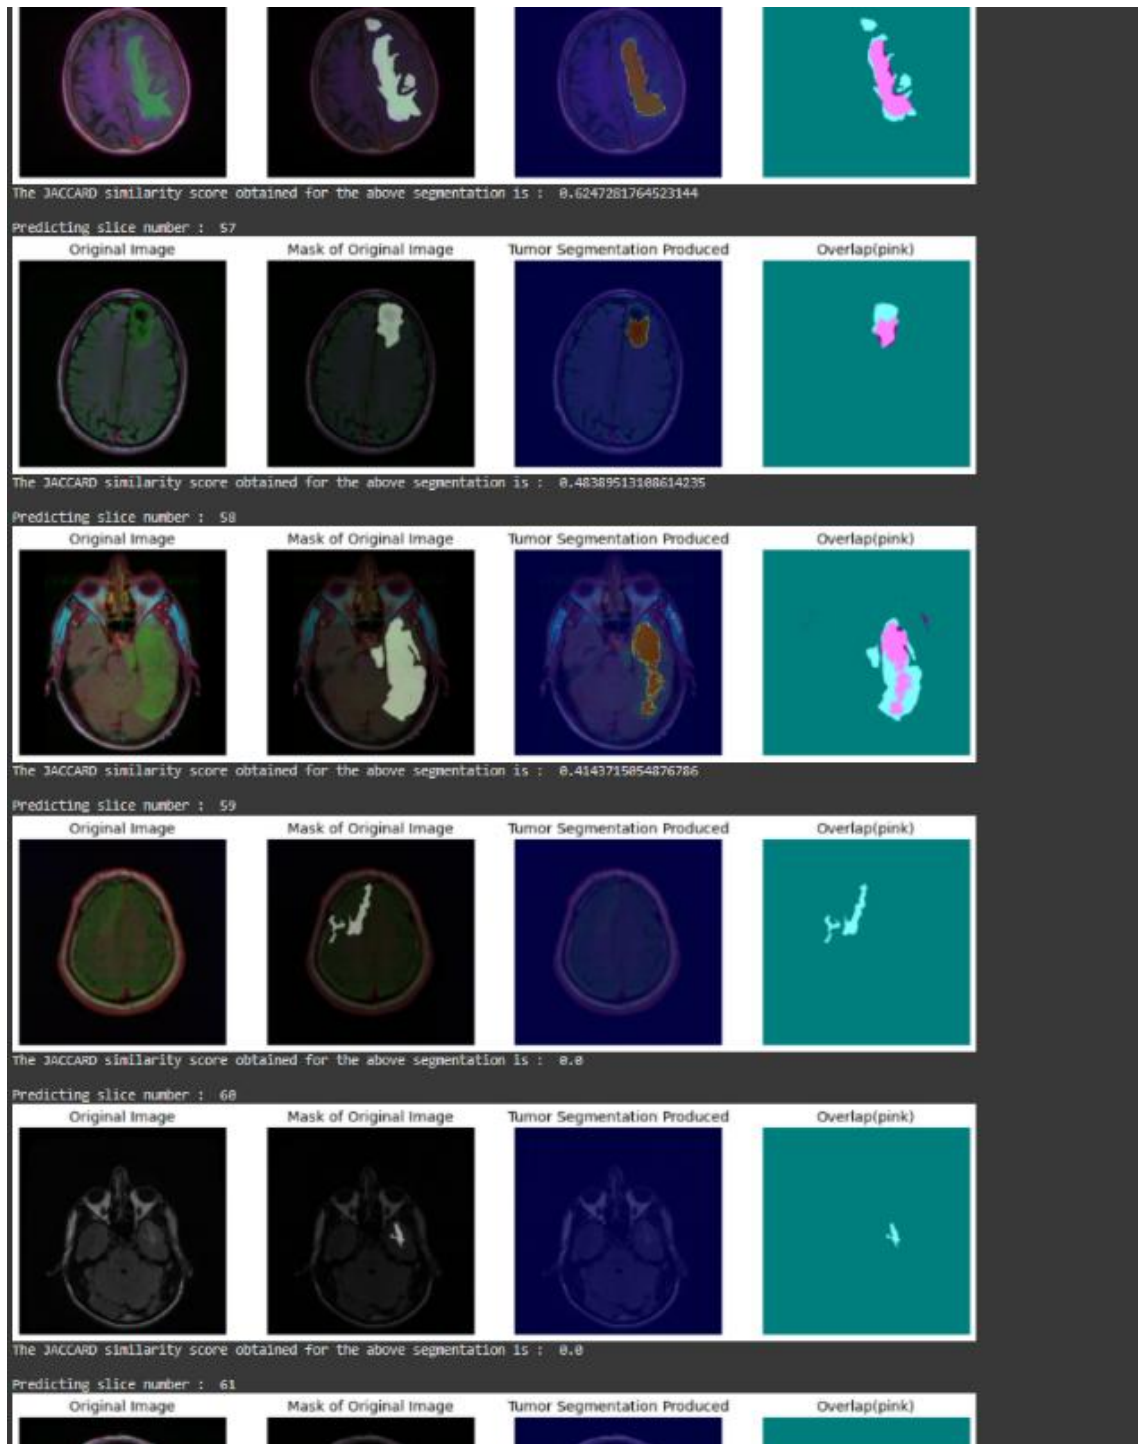 The JACCARD similarity score obtained for the above segmentation is :  0.6247281764523144
Predicting slice number :  57
Original Image Mask of Original Image Tumor Segmentation Produced Overlap(pink)
The JACCARD similarity score obtained for the above segmentation is :  0.48389513108614235
Predicting slice number :  58
Original Image Mask of Original Image Tumor Segmentation Produced Overlap(pink)
The JACCARD similarity score obtained for the above segmentation is :  0.4143715054876786
Predicting slice number :  59
Original Image Mask of Original Image Tumor Segmentation Produced Overlap(pink)
The JACCARD similarity score obtained for the above segmentation is :  0.0
Predicting slice number :  60
Original Image Mask of Original Image Tumor Segmentation Produced Overlap(pink)
The JACCARD similarity score obtained for the above segmentation is :  0.0
Predicting slice number :  61
Original Image Mask of Original Image Tumor Segmentation Produced Overlap(pink)